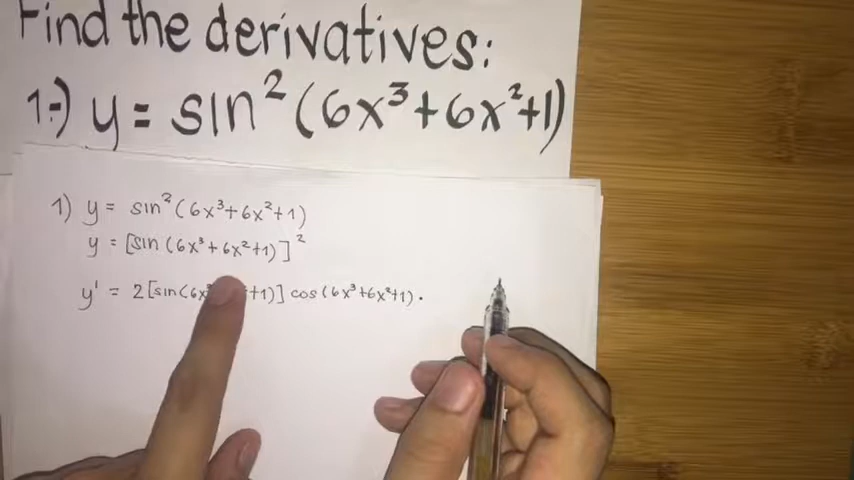 Find the derivatives:
1.) y = sin²(6x³+6x²+1)
1) y = sin²(6x³+6x²+1)
y = [sin (6x³+6x²+1)]²
y' = 2[sin(6x +1)] cos(6x³+6x²+1).